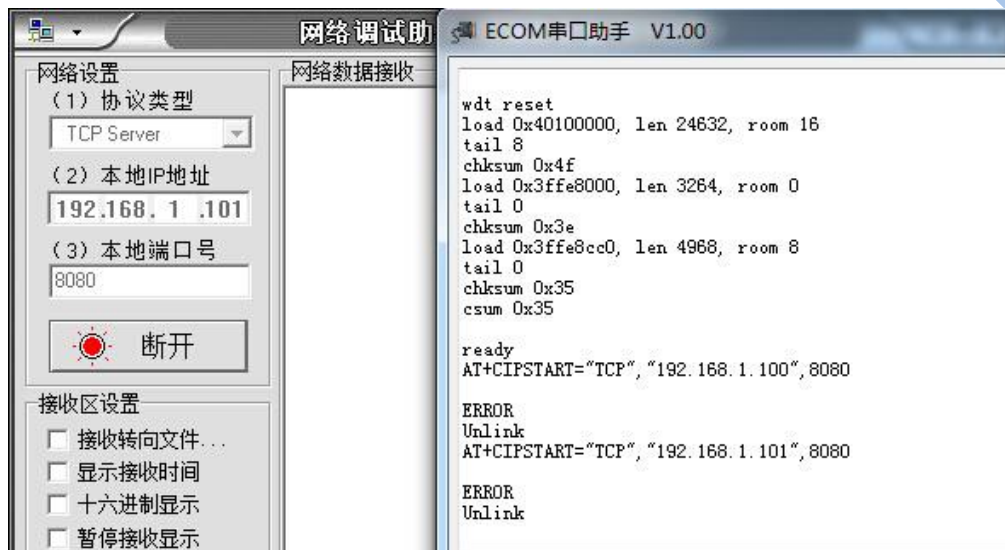 网络调试助
网络设置
(1) 协议类型
TCP Server
(2) 本地IP地址
192.168. 1 .101
(3) 本地端口号
8080
断开
接收区设置
接收转向文件...
显示接收时间
十六进制显示
暂停接收显示
网络数据接收
ECOM串口助手 V1.00
wdt reset
load 0x40100000, len 24632, room 16
tail 8
chksum 0x4f
load 0x3ffe8000, len 3264, room 0
tail 0
chksum 0x3e
load 0x3ffe8cc0, len 4968, room 8
tail 0
chksum 0x35
csum 0x35
ready
AT+CIPSTART="TCP","192.168.1.100",8080
ERROR
Unlink
AT+CIPSTART="TCP","192.168.1.101",8080
ERROR
Unlink